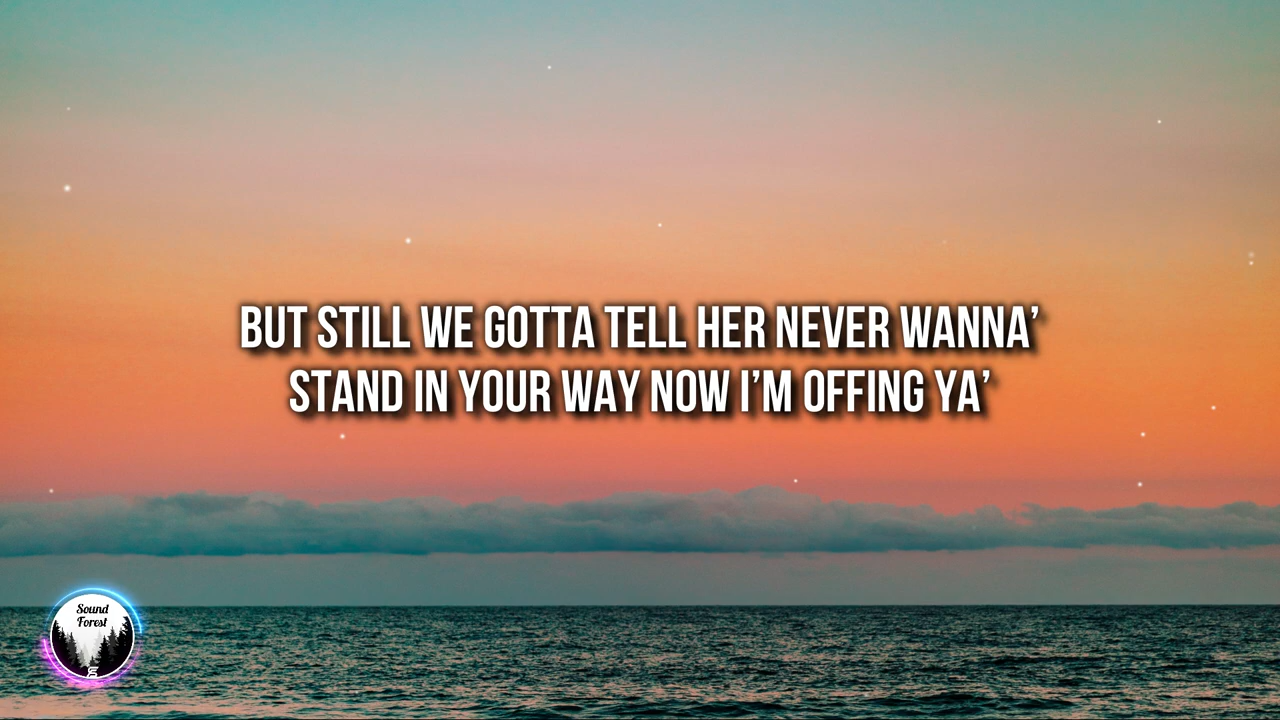 BUT STILL WE GOTTA TELL HER NEVER WANNA’
STAND IN YOUR WAY NOW I’M OFFING YA’
Sound
Forest